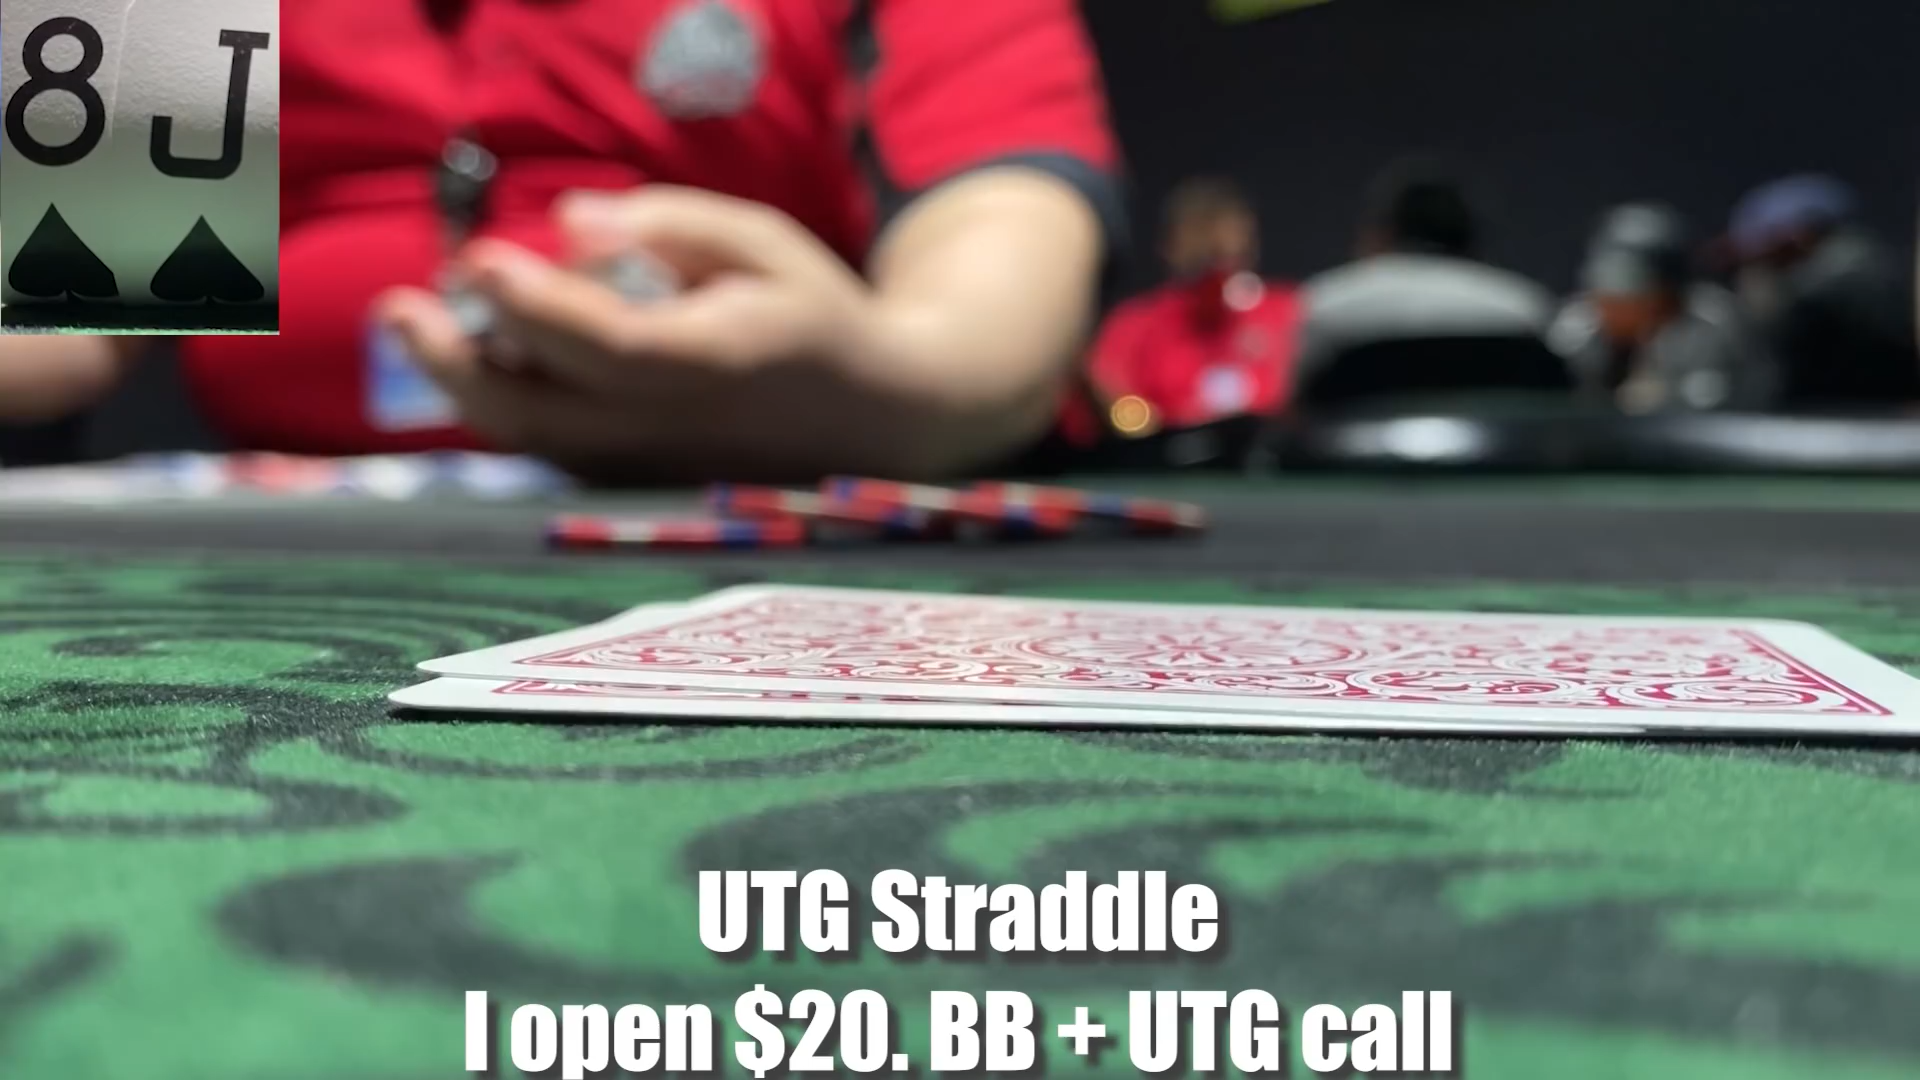 8 J
UTG Straddle
I open $20. BB + UTG call